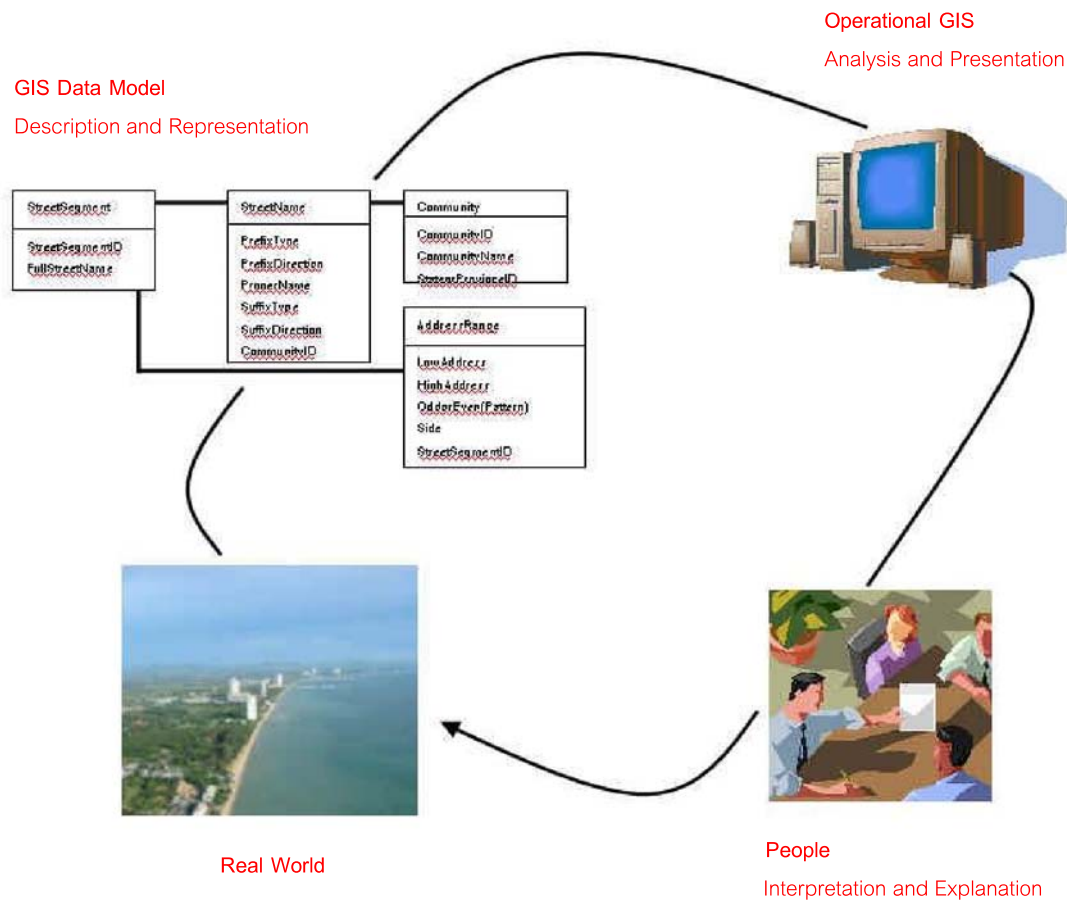 Operational GIS
Analysis and Presentation
GIS Data Model
Description and Representation
StreetSegment
StreetSegmentID
FullStreetName
StreetName
PrefixType
PrefixDirection
ProperName
SuffixType
SuffixDirection
CommunityID
Community
CommunityID
CommunityName
AddressRange
LowAddress
HighAddress
OddorEven(Pattern)
Side
StreetSegmentID
Real World
People
Interpretation and Explanation